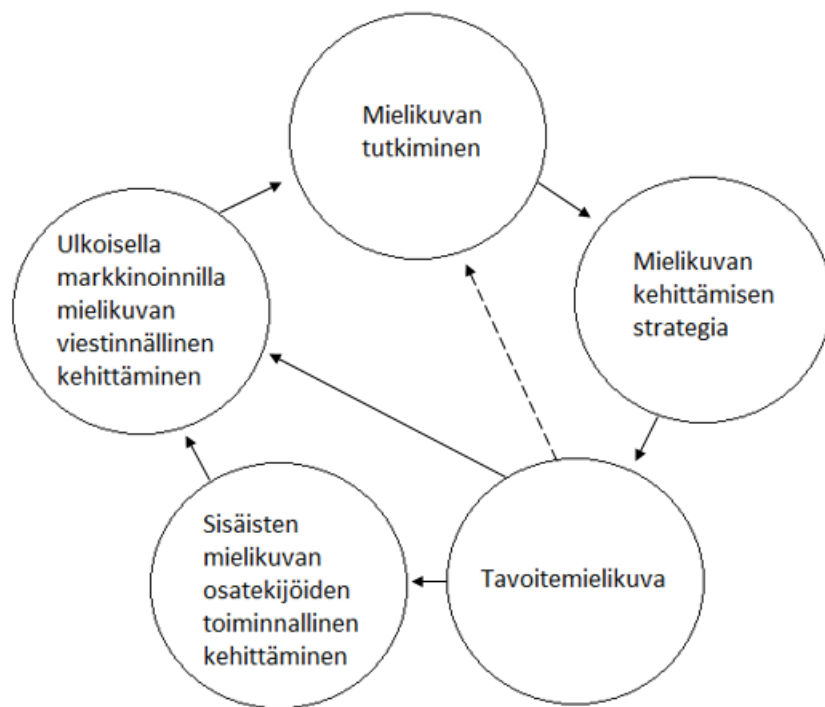 Mielikuvan
tutkiminen
Mielikuvan
kehittämisen
strategia
Tavoitemielikuva
Sisäisten
mielikuvan
osatekijöiden
toiminnallinen
kehittäminen
Ulkoisella
markkinoinnilla
mielikuvan
viestinnällinen
kehittäminen